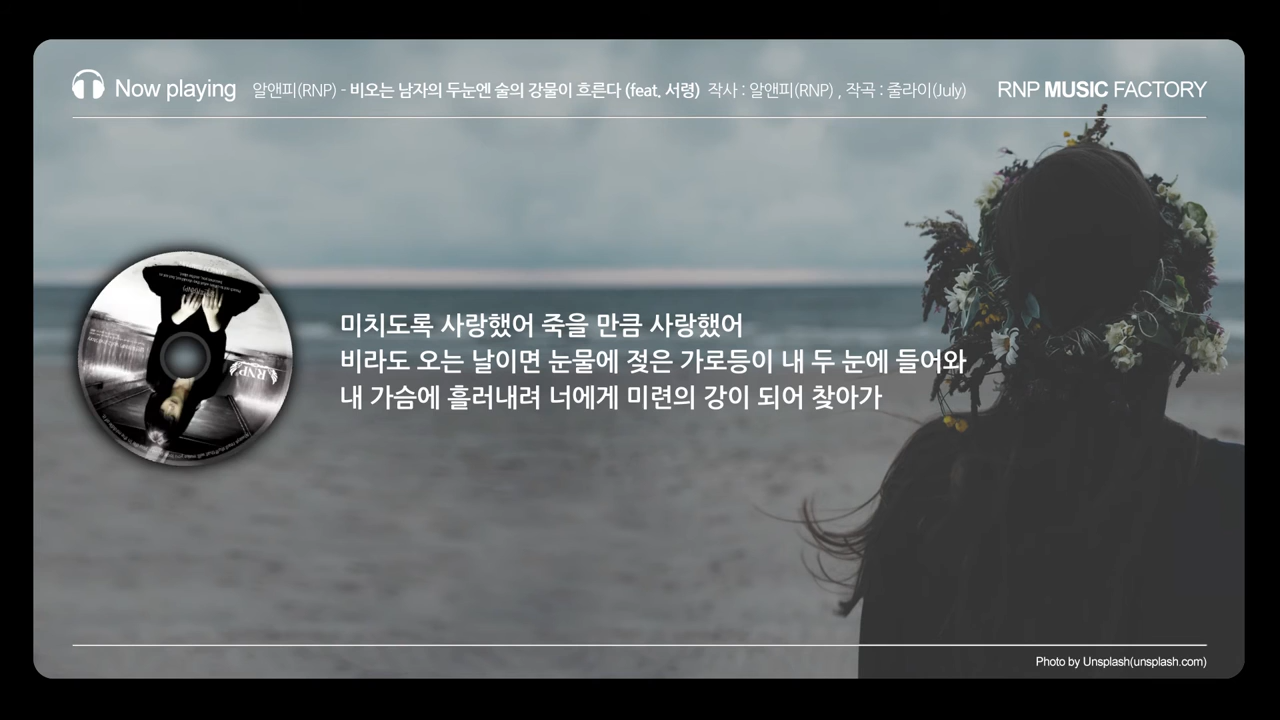 Now playing 알앤피(RNP) - 비오는 남자의 두눈엔 술의 강물이 흐른다 (feat. 서령) 작사 : 알앤피(RNP) , 작곡 : 줄라이(July) RNP MUSIC FACTORY
미치도록 사랑했어 죽을 만큼 사랑했어
비라도 오는 날이면 눈물에 젖은 가로등이 내 두 눈에 들어와
내 가슴에 흘러내려 너에게 미련의 강이 되어 찾아가
RNP
Photo by Unsplash(unsplash.com)